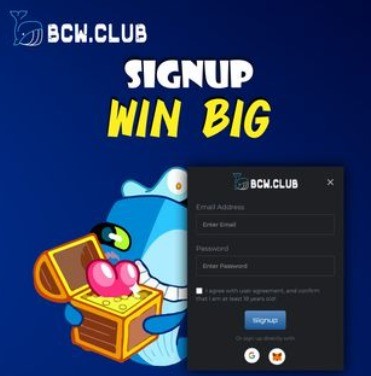 BCW.CLUB
SIGNUP
WIN BIG
BCW.CLUB
Email Address
Enter Email
Password
Enter Password
I agree with user agreement, and confirm
that I am at least 18 years old!
Signup
Or sign up directly with
G